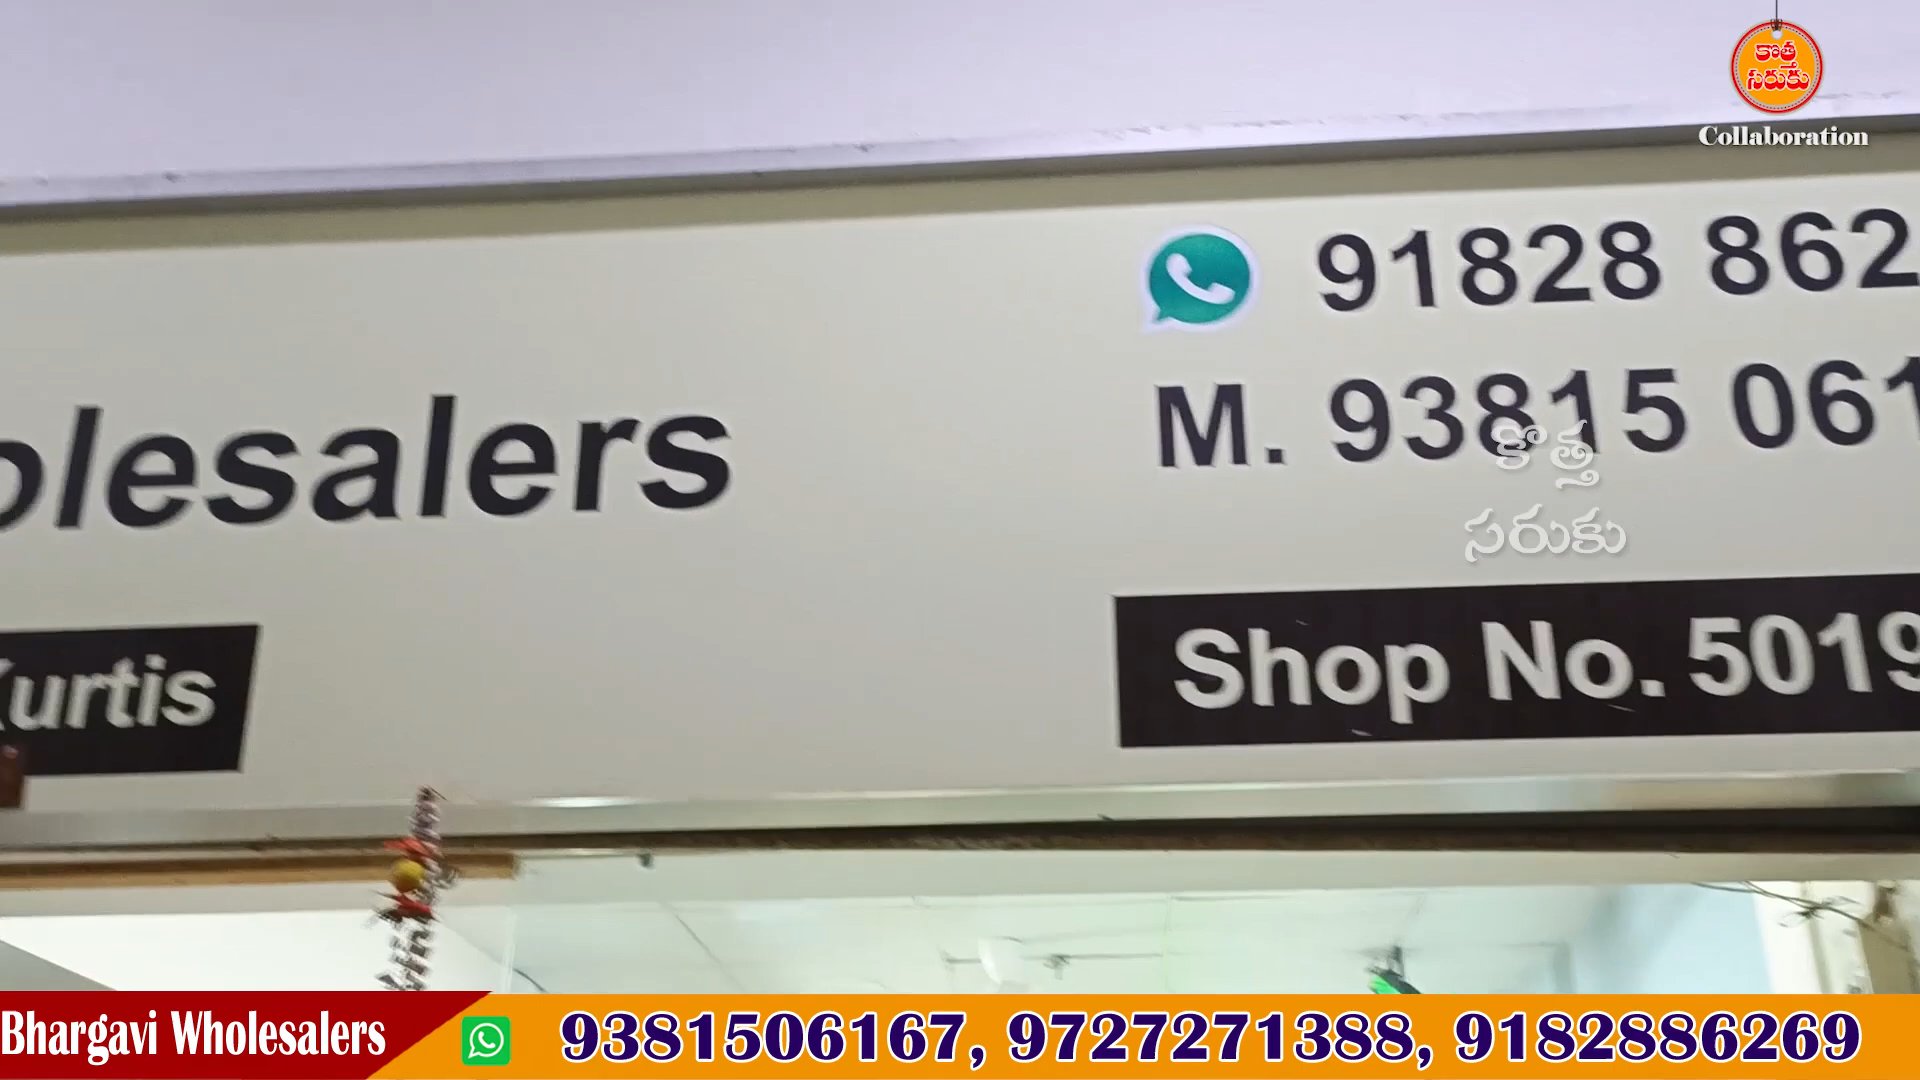 కొత్త
సరుకు
Collaboration
91828 862
M. 93815 061
olesalers
కొత్త
సరుకు
Kurtis
Shop No. 5019
Bhargavi Wholesalers
9381506167, 9727271388, 9182886269